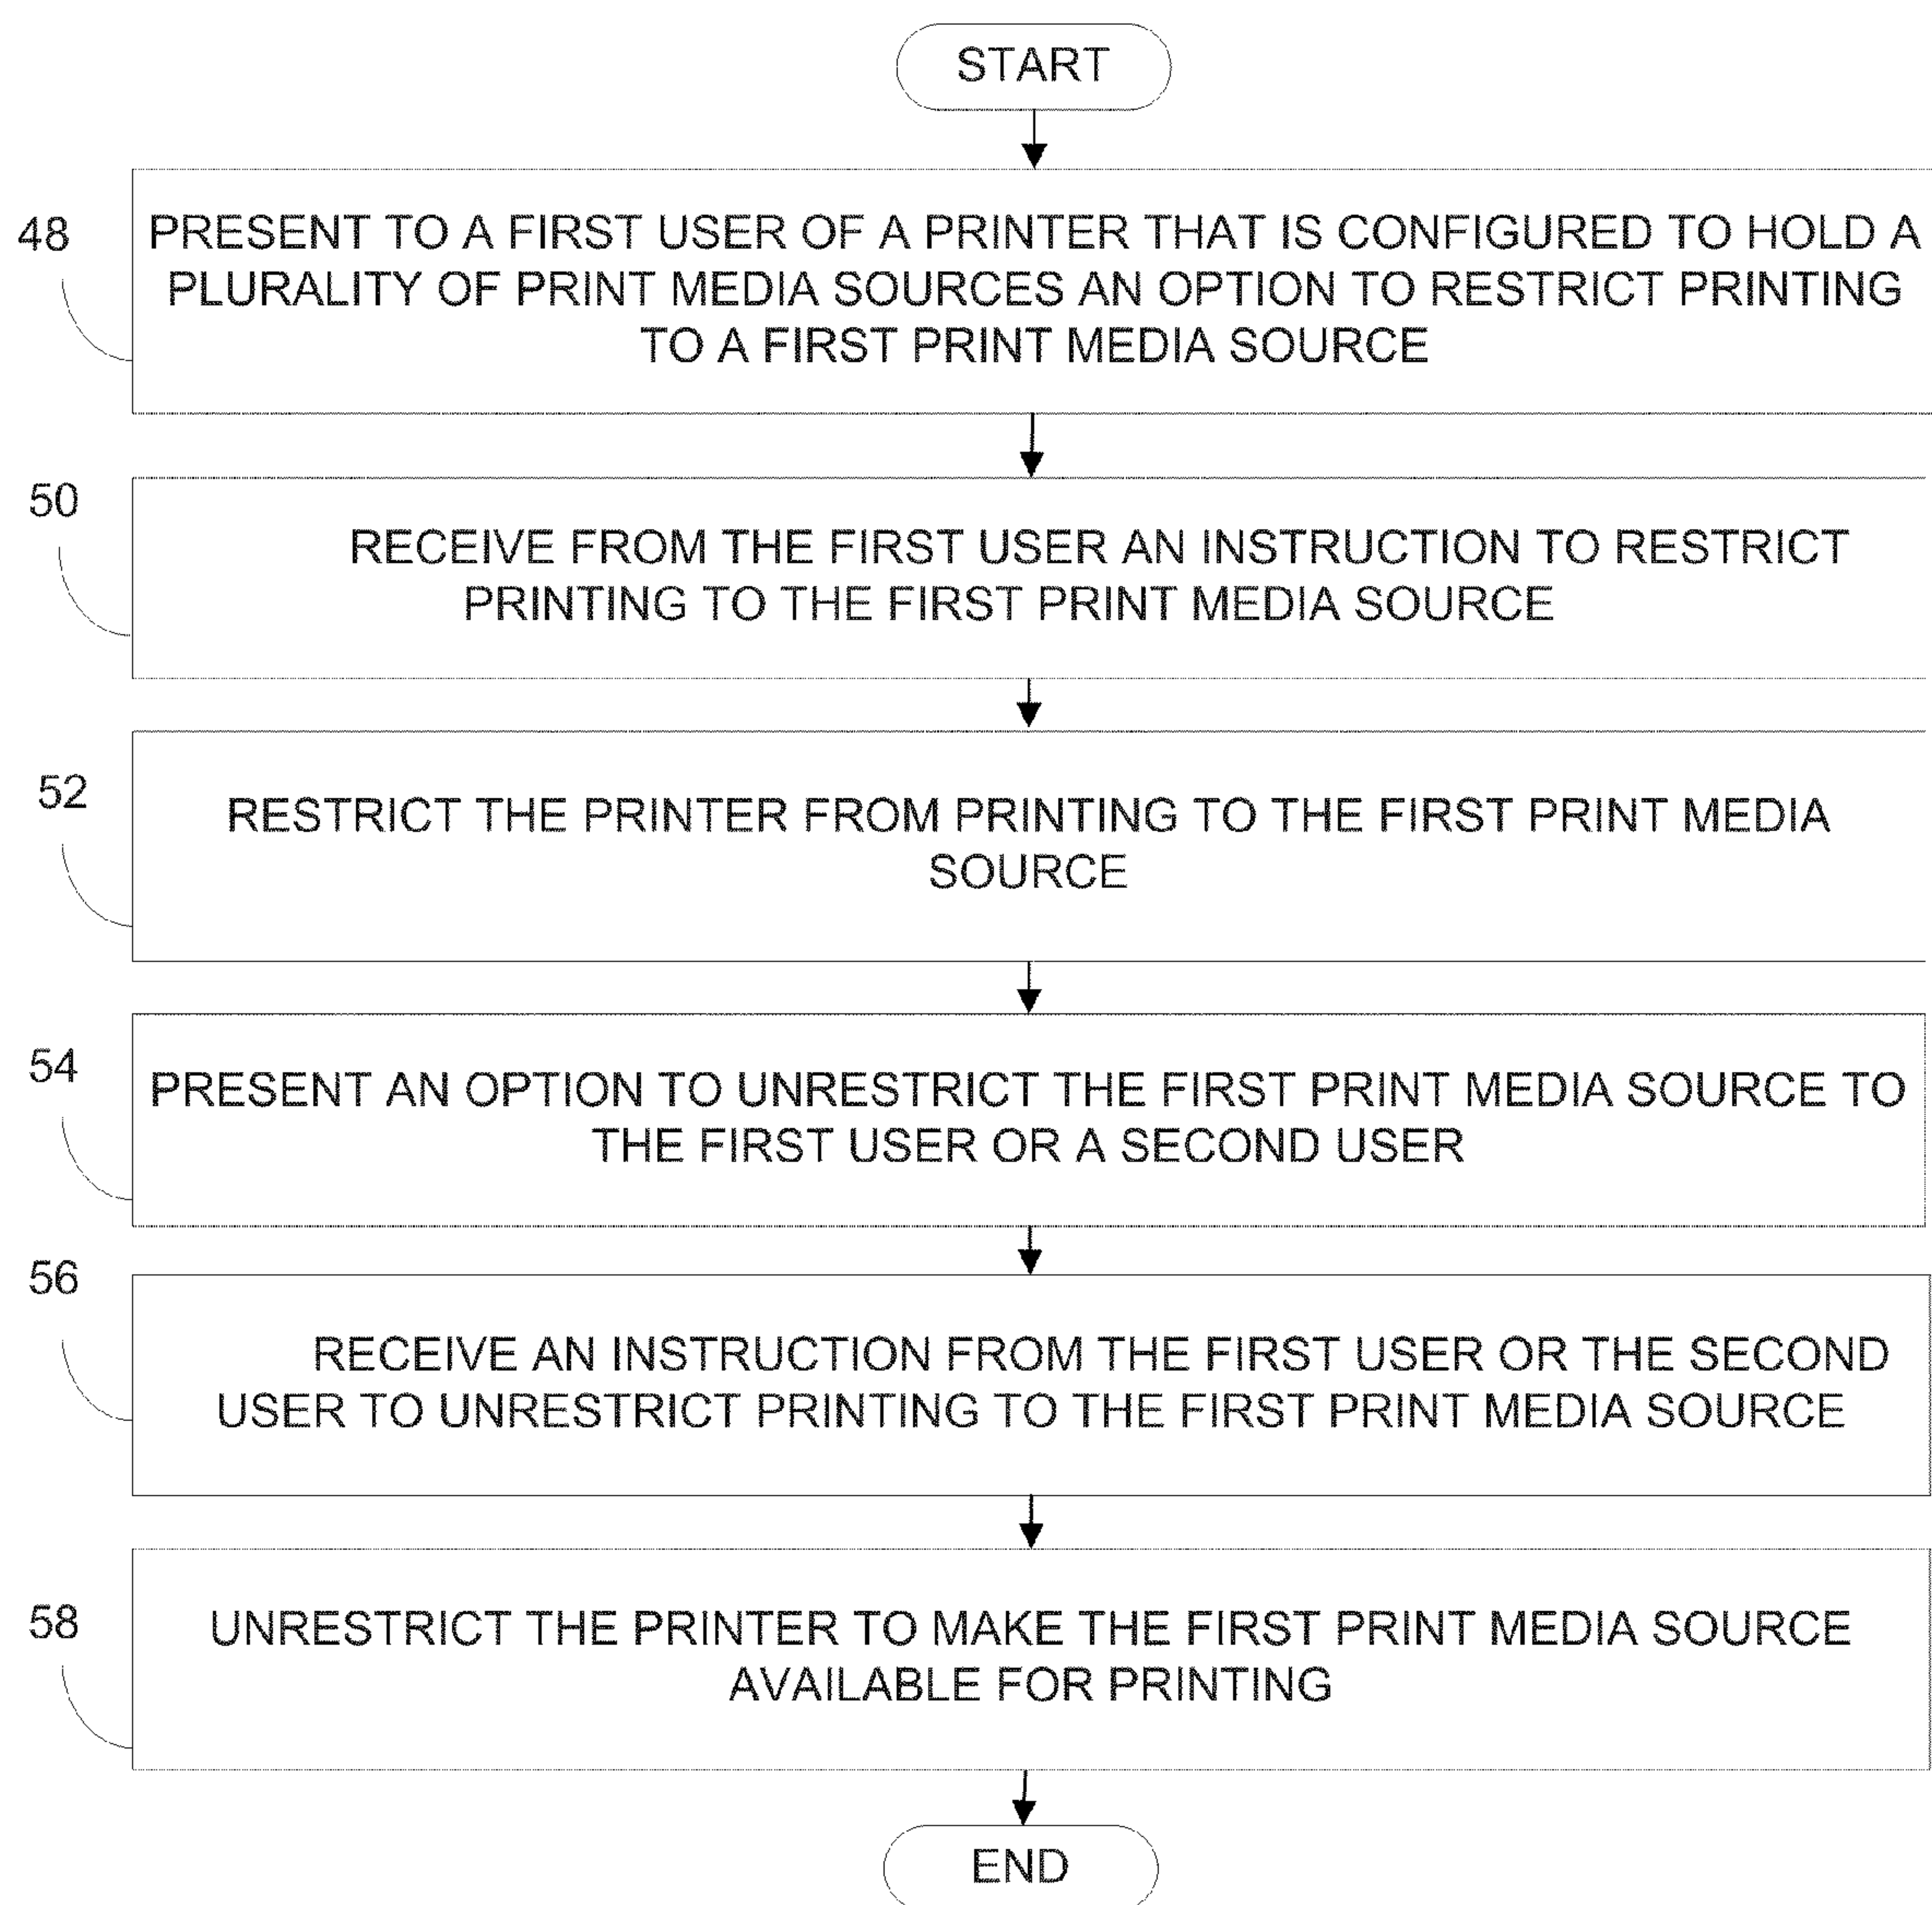 START
48
PRESENT TO A FIRST USER OF A PRINTER THAT IS CONFIGURED TO HOLD A
PLURALITY OF PRINT MEDIA SOURCES AN OPTION TO RESTRICT PRINTING
TO A FIRST PRINT MEDIA SOURCE
50
RECEIVE FROM THE FIRST USER AN INSTRUCTION TO RESTRICT
PRINTING TO THE FIRST PRINT MEDIA SOURCE
52
RESTRICT THE PRINTER FROM PRINTING TO THE FIRST PRINT MEDIA
SOURCE
54
PRESENT AN OPTION TO UNRESTRICT THE FIRST PRINT MEDIA SOURCE TO
THE FIRST USER OR A SECOND USER
56
RECEIVE AN INSTRUCTION FROM THE FIRST USER OR THE SECOND
USER TO UNRESTRICT PRINTING TO THE FIRST PRINT MEDIA SOURCE
58
UNRESTRICT THE PRINTER TO MAKE THE FIRST PRINT MEDIA SOURCE
AVAILABLE FOR PRINTING
END